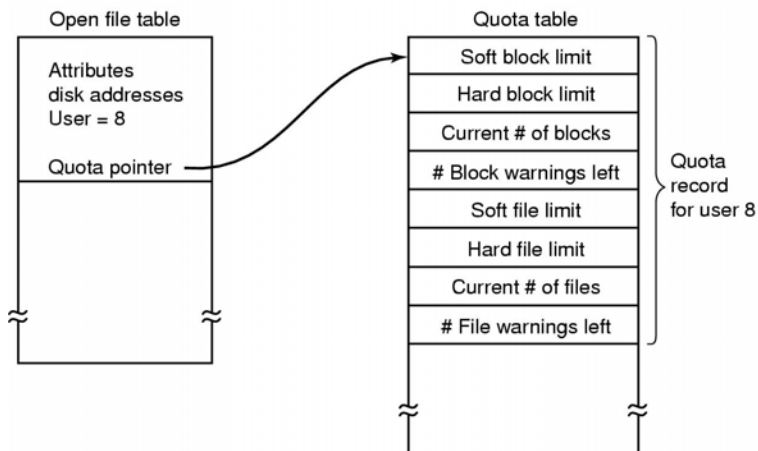 Open file table
Attributes
disk addresses
User = 8
Quota pointer
Quota table
Soft block limit
Hard block limit
Current # of blocks
# Block warnings left
Soft file limit
Hard file limit
Current # of files
# File warnings left
Quota
record
for user 8